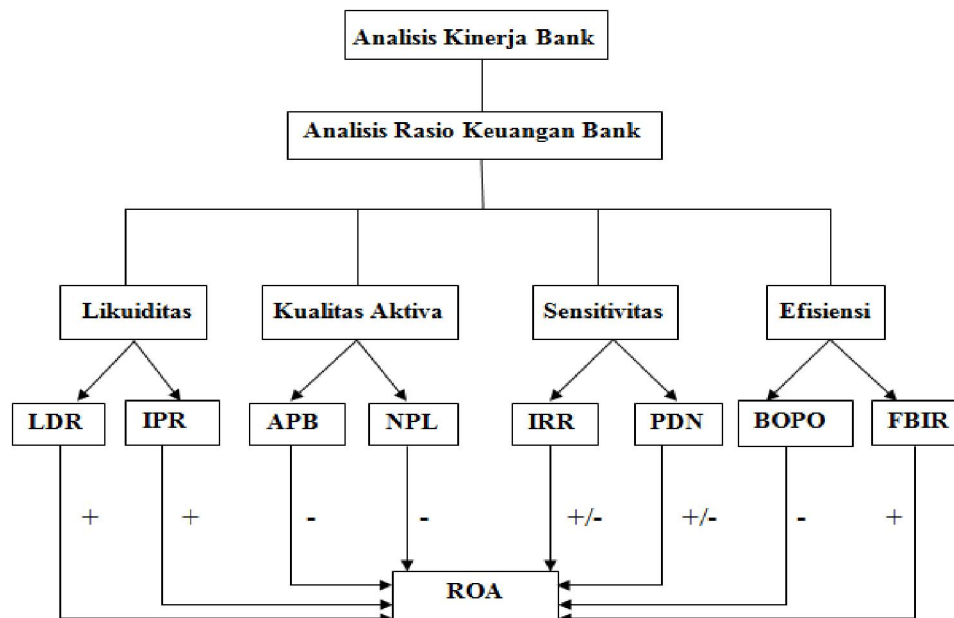 Analisis Kinerja Bank
Analisis Rasio Keuangan Bank
Likuiditas
Kualitas Aktiva
Sensitivitas
Efisiensi
LDR
IPR
APB
NPL
IRR
PDN
BOPO
FBIR
+
+
-
-
+/-
+/-
-
+
ROA